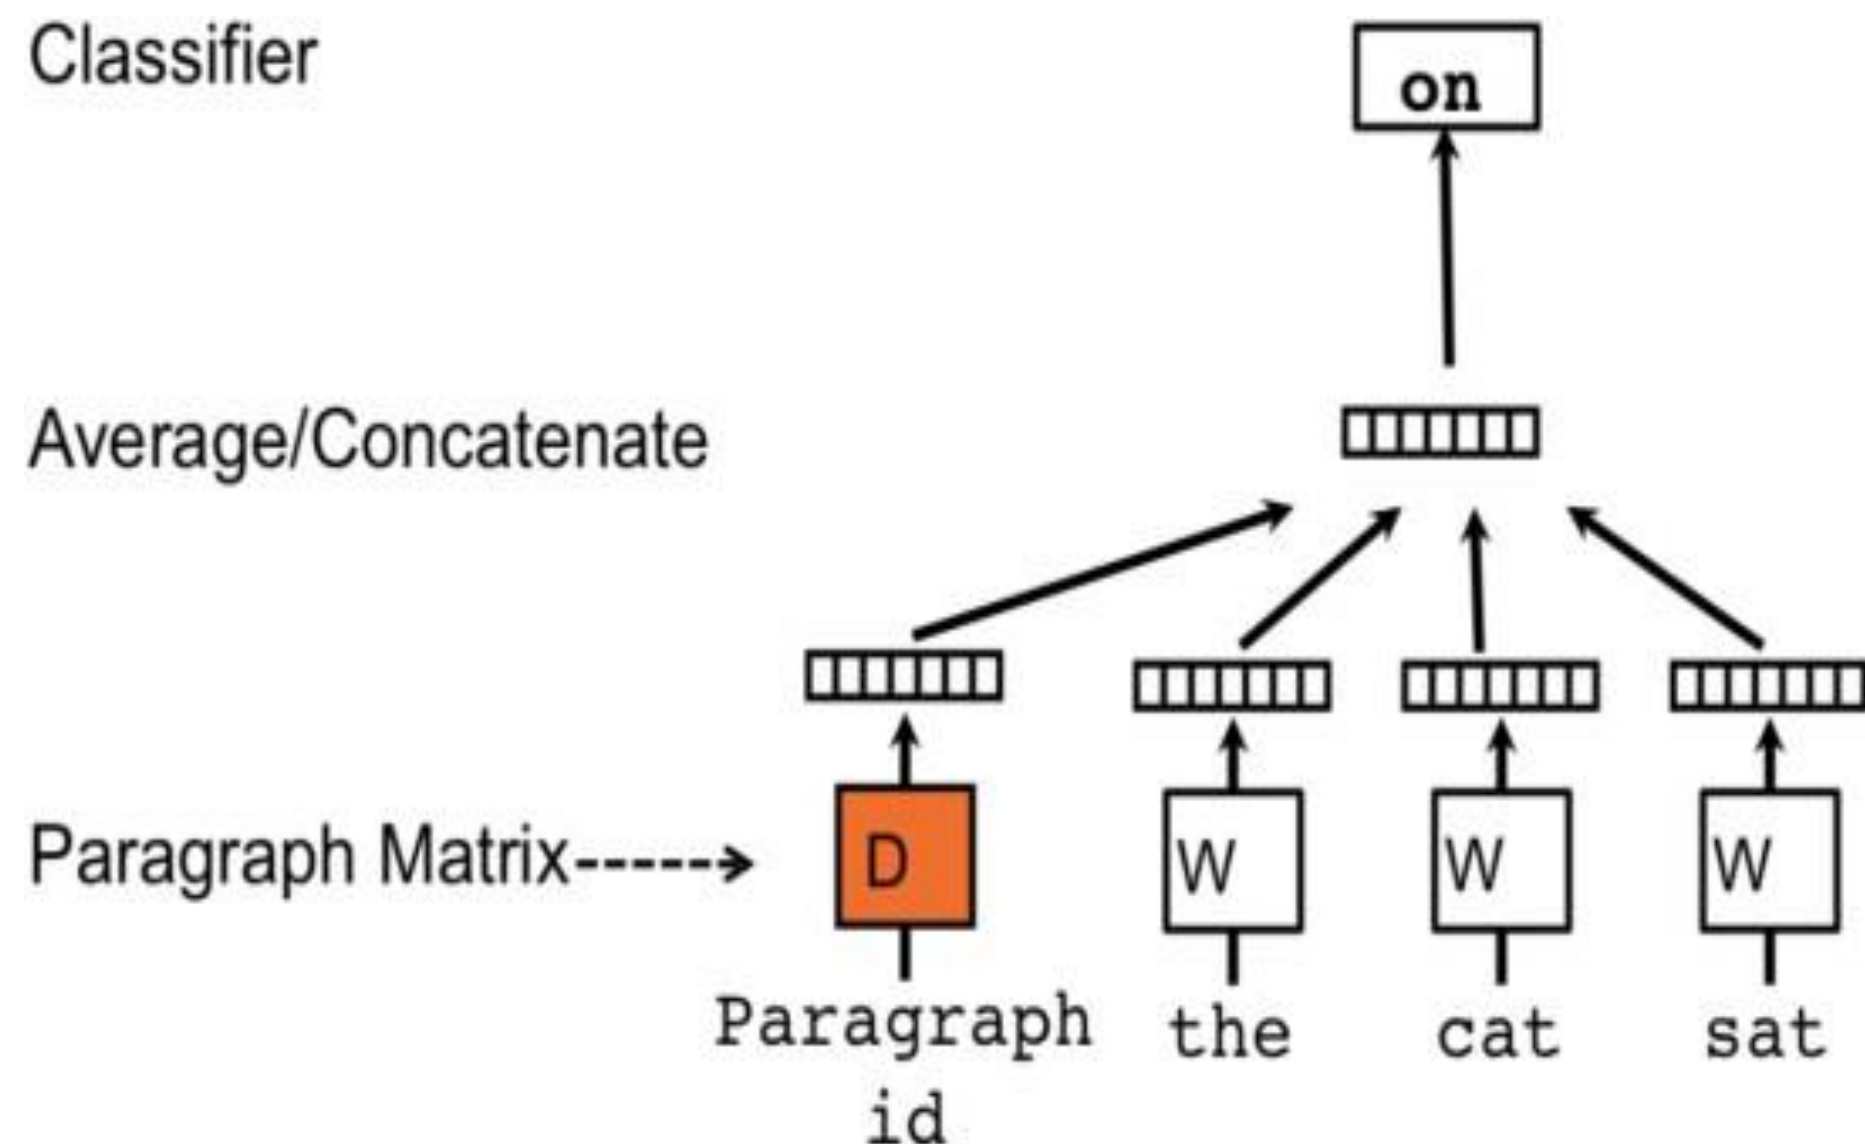 Classifier
on
Average/Concatenate
Paragraph Matrix------>
D
W
W
W
Paragraph
id
the
cat
sat